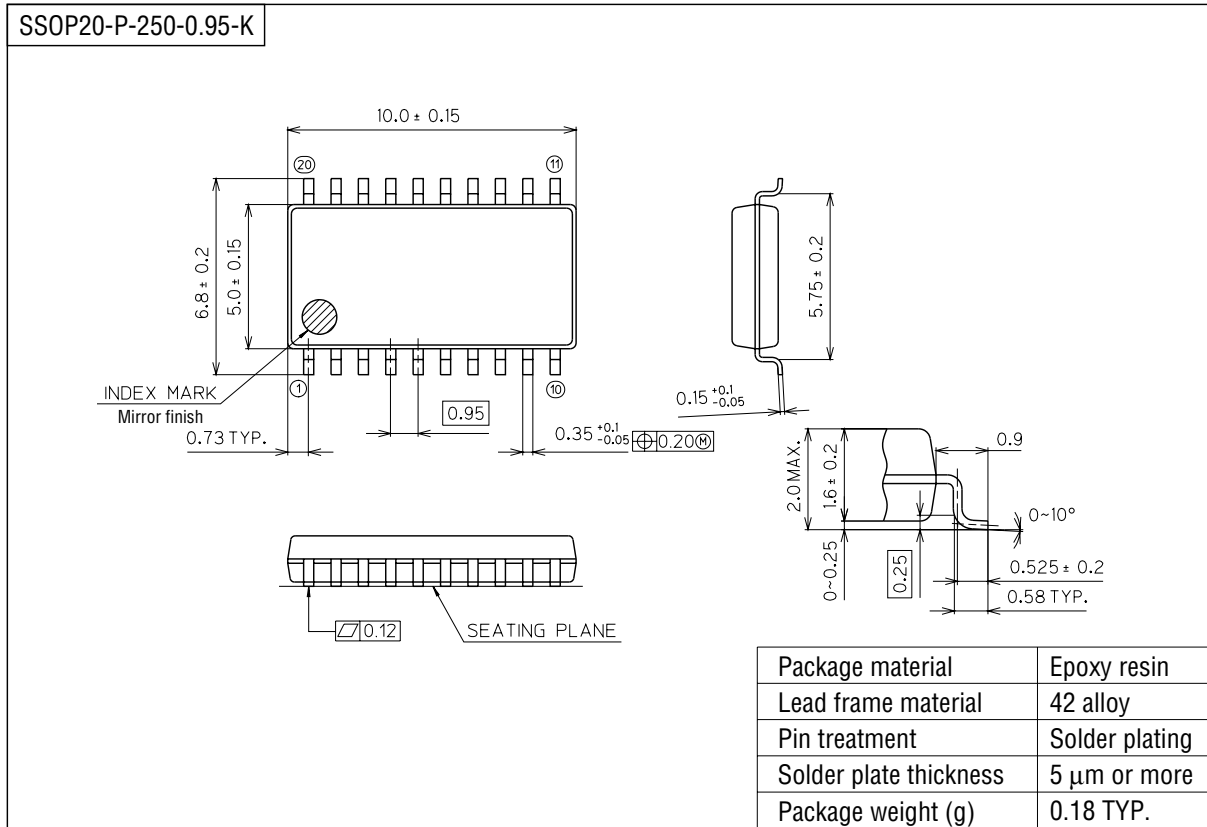 SSOP20-P-250-0.95-K
10.0 ± 0.15
20
11
6.8 ± 0.2
5.0 ± 0.15
5.75 ± 0.2
INDEX MARK
Mirror finish
1
10
0.73 TYP.
0.95
0.35 +0.1 -0.05
⌖ 0.20 Ⓜ
0.15 +0.1 -0.05
2.0 MAX.
1.6 ± 0.2
0.9
0~10°
0~0.25
0.25
0.525 ± 0.2
0.58 TYP.
⏥ 0.12
SEATING PLANE
Package material Epoxy resin
Lead frame material 42 alloy
Pin treatment Solder plating
Solder plate thickness 5 μm or more
Package weight (g) 0.18 TYP.